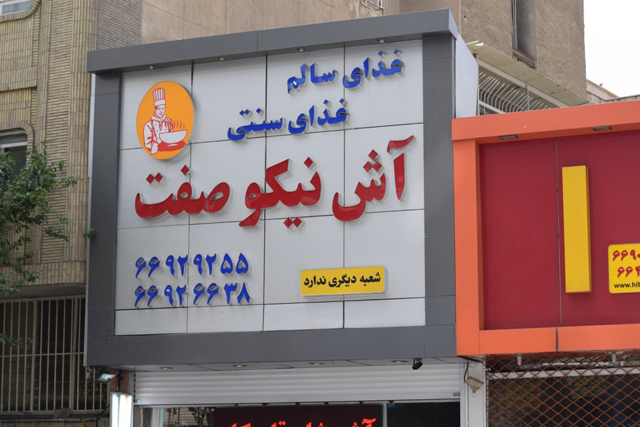 غذای سالم
غذای سنتی
آش نیکو صفت
۶۶۹۲۹۲۵۵
۶۶۹۲۶۶۳۸
شعبه دیگری ندارد